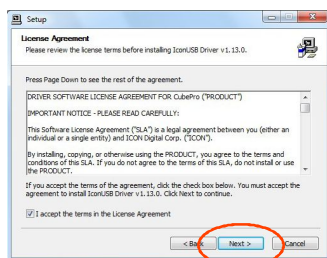 Setup
License Agreement
Please review the license terms before installing IconUSB Driver v1.13.0.
Press Page Down to see the rest of the agreement.
DRIVER SOFTWARE LICENSE AGREEMENT FOR CubePro ("PRODUCT")
IMPORTANT NOTICE - PLEASE READ CAREFULLY:
This Software License Agreement ("SLA") is a legal agreement between you (either an
individual or a single entity) and ICON Digital Corp. ("ICON").
By installing, copying, or otherwise using the PRODUCT, you agree to the terms and
conditions of this SLA. If you do not agree to the terms of this SLA, do not install or use
the PRODUCT.
If you accept the terms of the agreement, click the check box below. You must accept the
agreement to install IconUSB Driver v1.13.0. Click Next to continue.
I accept the terms in the License Agreement
< Back Next > Cancel